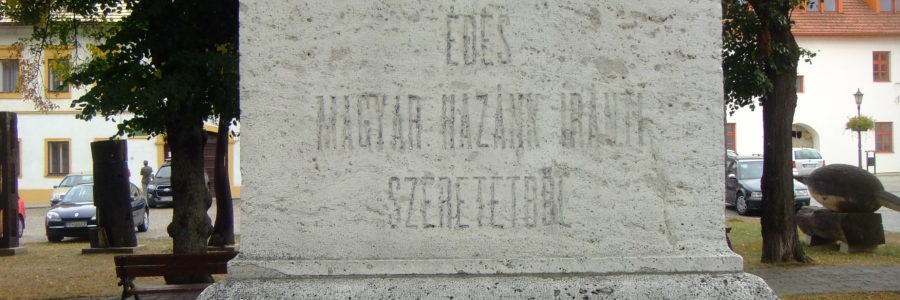 ÉDES
MAGYAR HAZÁNK IRÁNTI
SZERETETBŐL